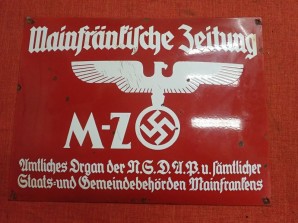 Mainfränkische Zeitung
M-Z
Amtliches Organ der N.S.D.A.P. u. sämtlicher
Staats- und Gemeindebehörden Mainfrankens